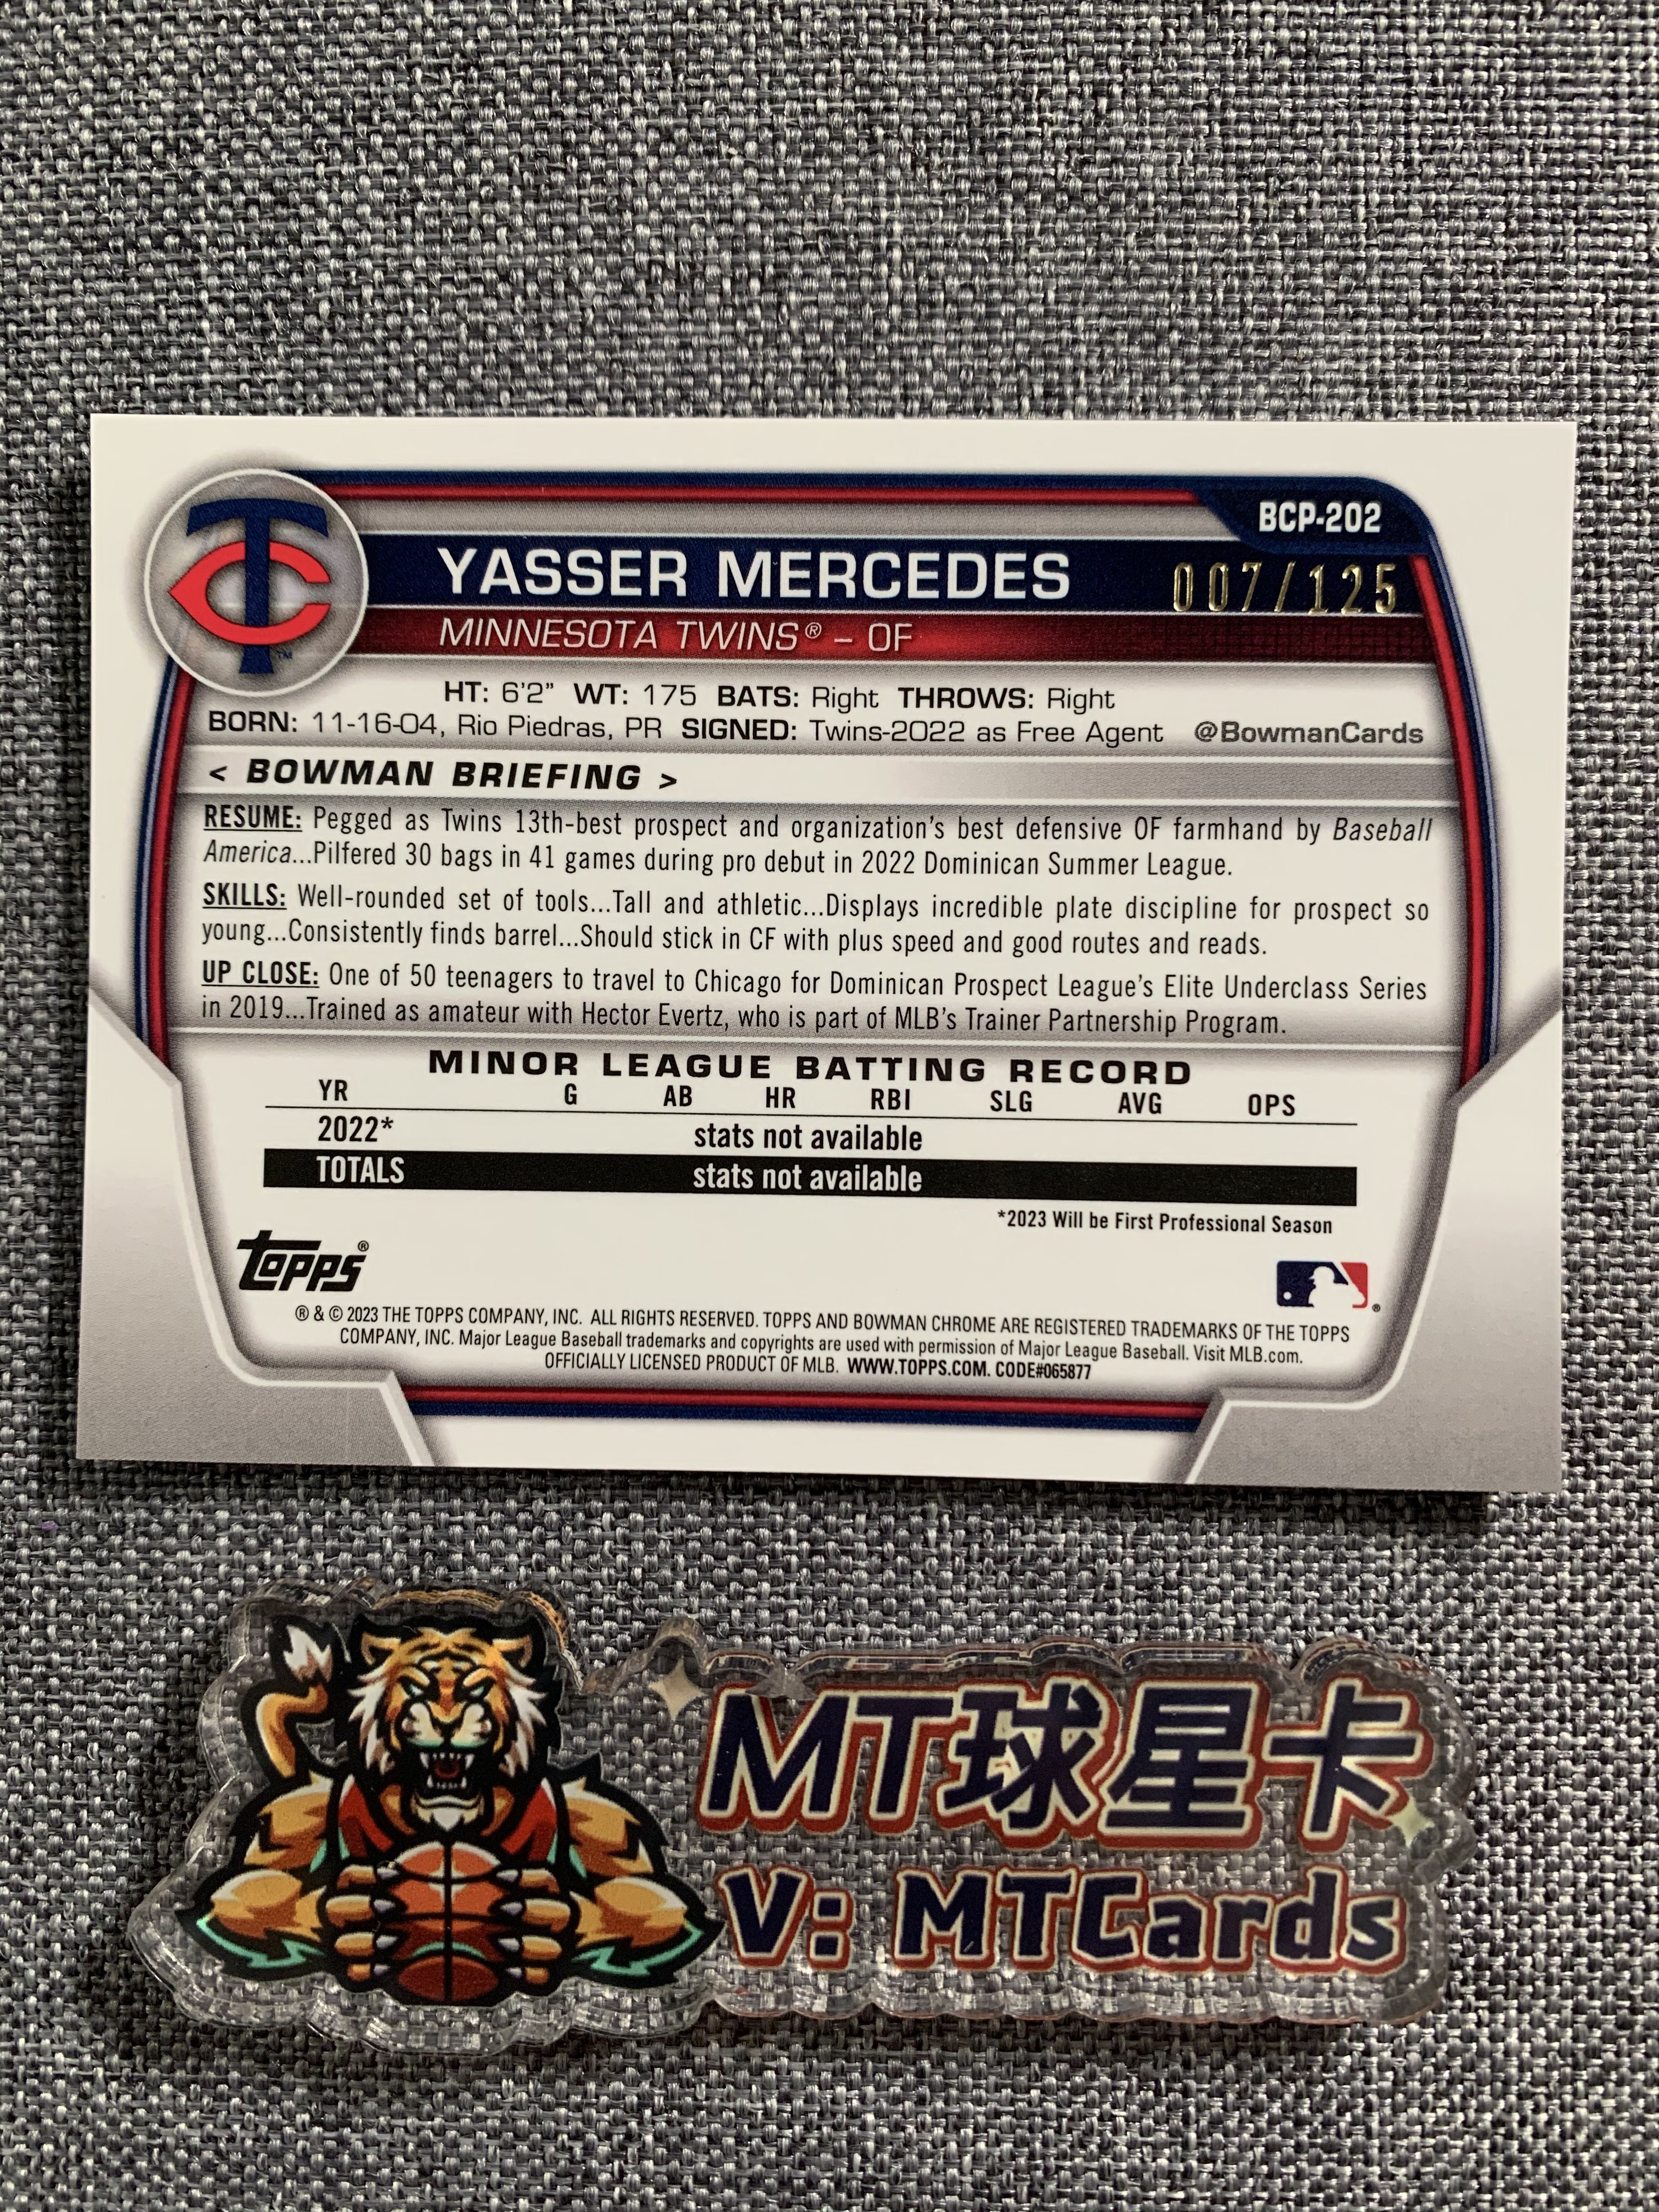 BCP-202
YASSER MERCEDES
007/125
MINNESOTA TWINS® – OF
HT: 6'2" WT: 175 BATS: Right THROWS: Right
BORN: 11-16-04, Rio Piedras, PR SIGNED: Twins-2022 as Free Agent @BowmanCards
< BOWMAN BRIEFING >
RESUME: Pegged as Twins 13th-best prospect and organization's best defensive OF farmhand by Baseball
America...Pilfered 30 bags in 41 games during pro debut in 2022 Dominican Summer League.
SKILLS: Well-rounded set of tools...Tall and athletic...Displays incredible plate discipline for prospect so
young...Consistently finds barrel...Should stick in CF with plus speed and good routes and reads.
UP CLOSE: One of 50 teenagers to travel to Chicago for Dominican Prospect League's Elite Underclass Series
in 2019...Trained as amateur with Hector Evertz, who is part of MLB's Trainer Partnership Program.
MINOR LEAGUE BATTING RECORD
YR G AB HR RBI SLG AVG OPS
2022* stats not available
TOTALS stats not available
*2023 Will be First Professional Season
TOPPS®
® & © 2023 THE TOPPS COMPANY, INC. ALL RIGHTS RESERVED. TOPPS AND BOWMAN CHROME ARE REGISTERED TRADEMARKS OF THE TOPPS
COMPANY, INC. Major League Baseball trademarks and copyrights are used with permission of Major League Baseball. Visit MLB.com.
OFFICIALLY LICENSED PRODUCT OF MLB. WWW.TOPPS.COM. CODE#065877
MT球星卡
V: MTCards